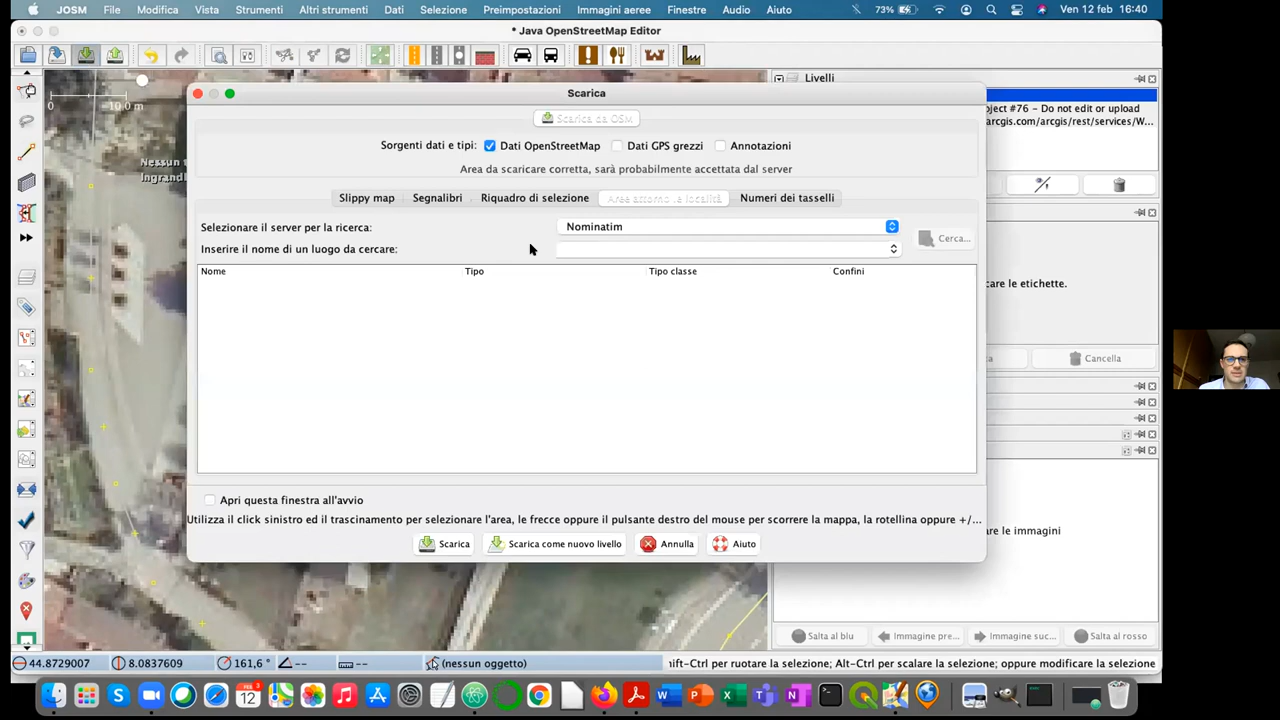 JOSM File Modifica Vista Strumenti Altri strumenti Dati Selezione Preimpostazioni Immagini aeree Finestre Audio Aiuto 73% Ven 12 feb 16:40
* Java OpenStreetMap Editor
0 -10.0 m
Nessun t
Ingrandi
Livelli
oject #76 - Do not edit or upload
arcgis.com/arcgis/rest/services/W...
Scarica
Scarica da OSM
Sorgenti dati e tipi: Dati OpenStreetMap Dati GPS grezzi Annotazioni
Area da scaricare corretta, sarà probabilmente accettata dal server
Slippy map Segnalibri Riquadro di selezione Aree attorno le località Numeri dei tasselli
Selezionare il server per la ricerca: Nominatim
Inserire il nome di un luogo da cercare: Cerca...
Nome Tipo Tipo classe Confini
care le etichette.
Cancella
Apri questa finestra all'avvio
Utilizza il click sinistro ed il trascinamento per selezionare l'area, le frecce oppure il pulsante destro del mouse per scorrere la mappa, la rotellina oppure +/...
Scarica Scarica come nuovo livello Annulla Aiuto
are le immagini
Salta al blu Immagine pre... Immagine suc... Salta al rosso
44.8729007 8.0837609 161,6 ° -- -- (nessun oggetto) ift-Ctrl per ruotare la selezione; Alt-Ctrl per scalare la selezione; oppure modificare la selezione
FEB
12